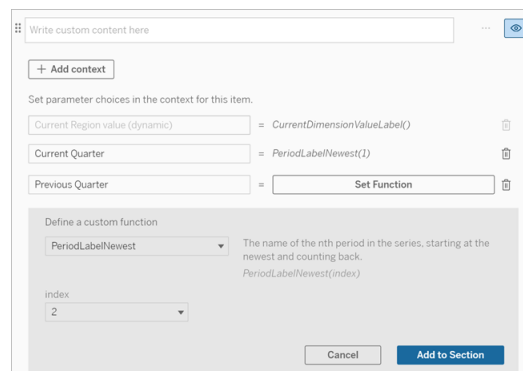 Write custom content here
...
+ Add context
Set parameter choices in the context for this item.
Current Region value (dynamic) = CurrentDimensionValueLabel()
Current Quarter = PeriodLabelNewest(1)
Previous Quarter = Set Function
Define a custom function
PeriodLabelNewest The name of the nth period in the series, starting at the
newest and counting back.
PeriodLabelNewest(index)
index
2
Cancel Add to Section